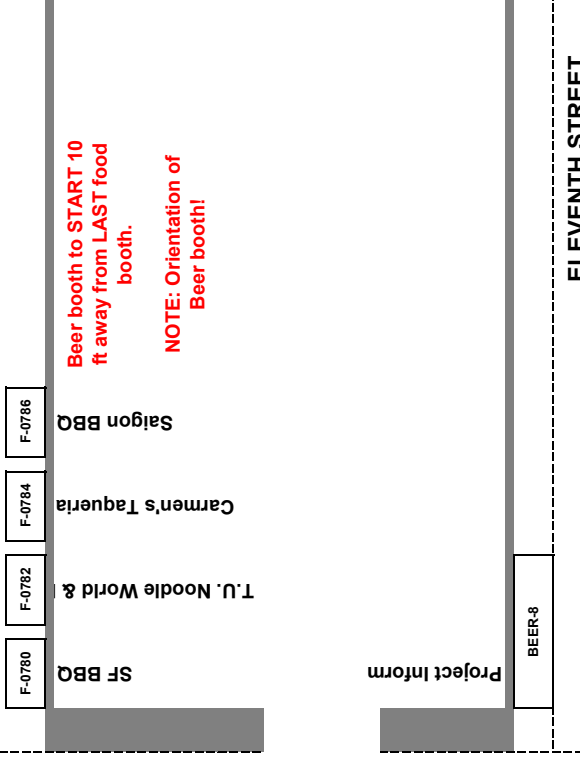 ELEVENTH STREET
Beer booth to START 10
ft away from LAST food
booth.
NOTE: Orientation of
Beer booth!
F-0786
Saigon BBQ
F-0784
Carmen's Taqueria
F-0782
T.U. Noodle World &
F-0780
SF BBQ
Project Inform
BEER-8